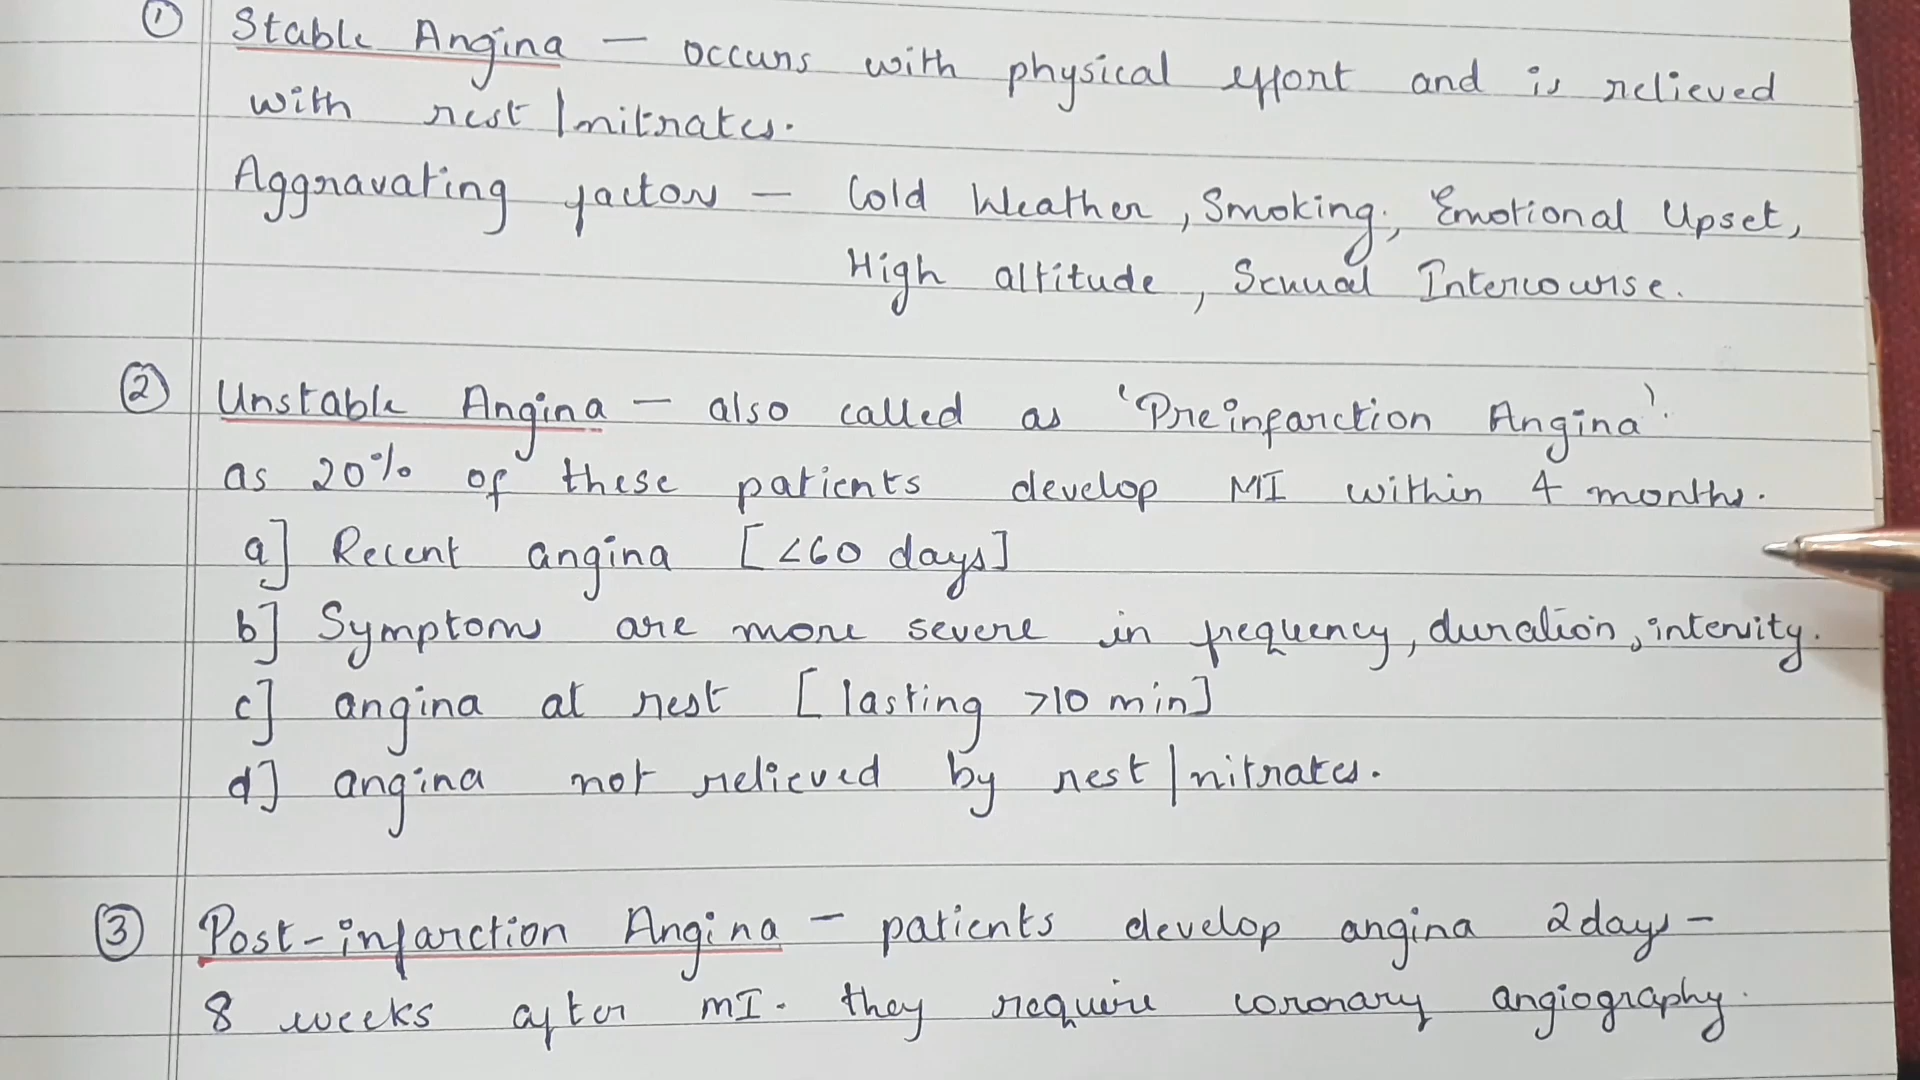 ① Stable Angina - occurs with physical effort and is relieved
with rest/nitrates.
Aggravating factors - Cold Weather, Smoking, Emotional Upset,
High altitude, Sexual Intercourse.
② Unstable Angina - also called as 'Preinfarction Angina'.
as 20% of these patients develop MI within 4 months.
a] Recent angina [<60 days]
b] Symptoms are more severe in frequency, duration, intensity.
c] angina at rest [lasting >10 min]
d] angina not relieved by rest/nitrates.
③ Post-infarction Angina - patients develop angina 2days-
8 weeks after MI. they require coronary angiography.